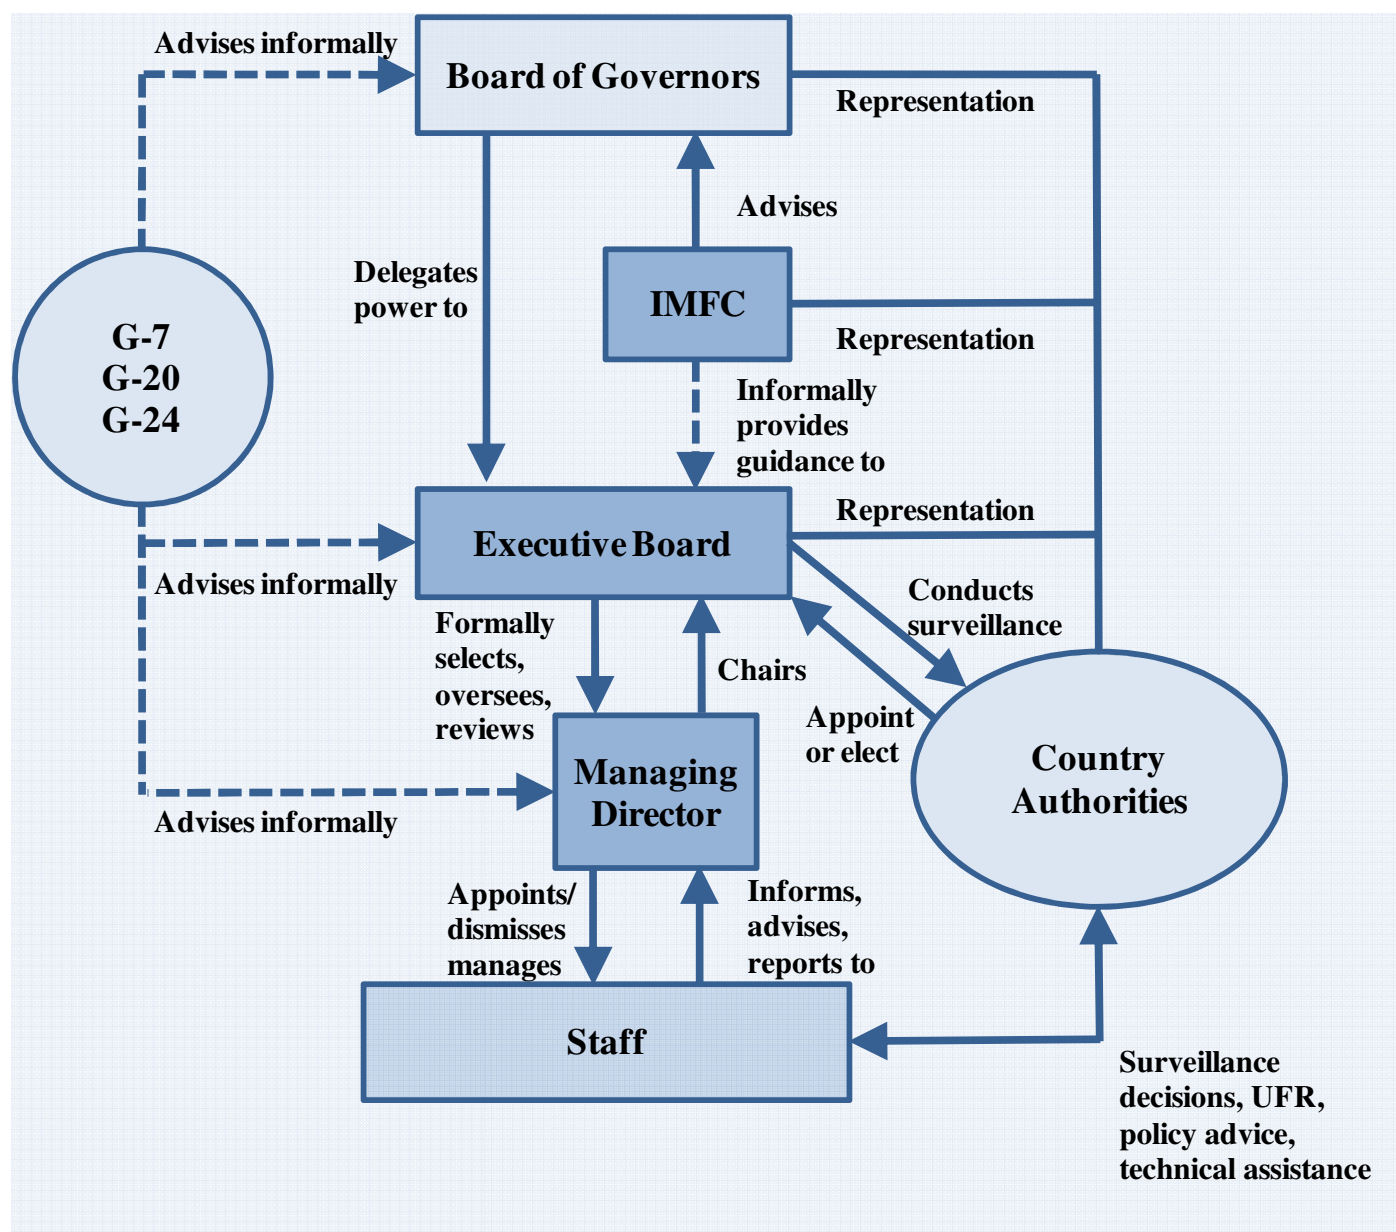 Advises informally
Board of Governors
Representation
Advises
Delegates
power to
IMFC
Representation
G-7
G-20
G-24
Informally
provides
guidance to
Representation
Executive Board
Advises informally
Conducts
surveillance
Formally
selects,
oversees,
reviews
Chairs
Appoint
or elect
Managing
Director
Country
Authorities
Advises informally
Appoints/
dismisses
manages
Informs,
advises,
reports to
Staff
Surveillance
decisions, UFR,
policy advice,
technical assistance